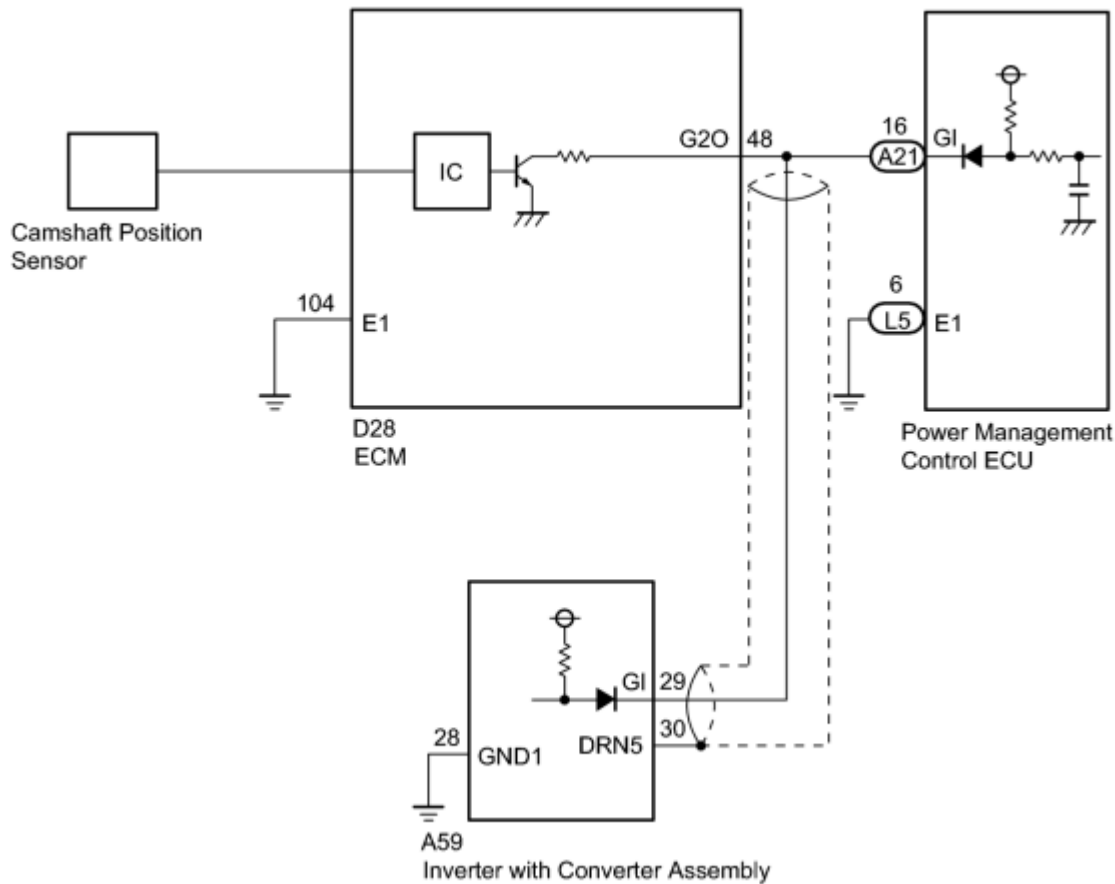 Camshaft Position
Sensor
IC
G2O
48
104
E1
D28
ECM
16
A21
GI
6
L5
E1
Power Management
Control ECU
GI
29
30
DRN5
28
GND1
A59
Inverter with Converter Assembly